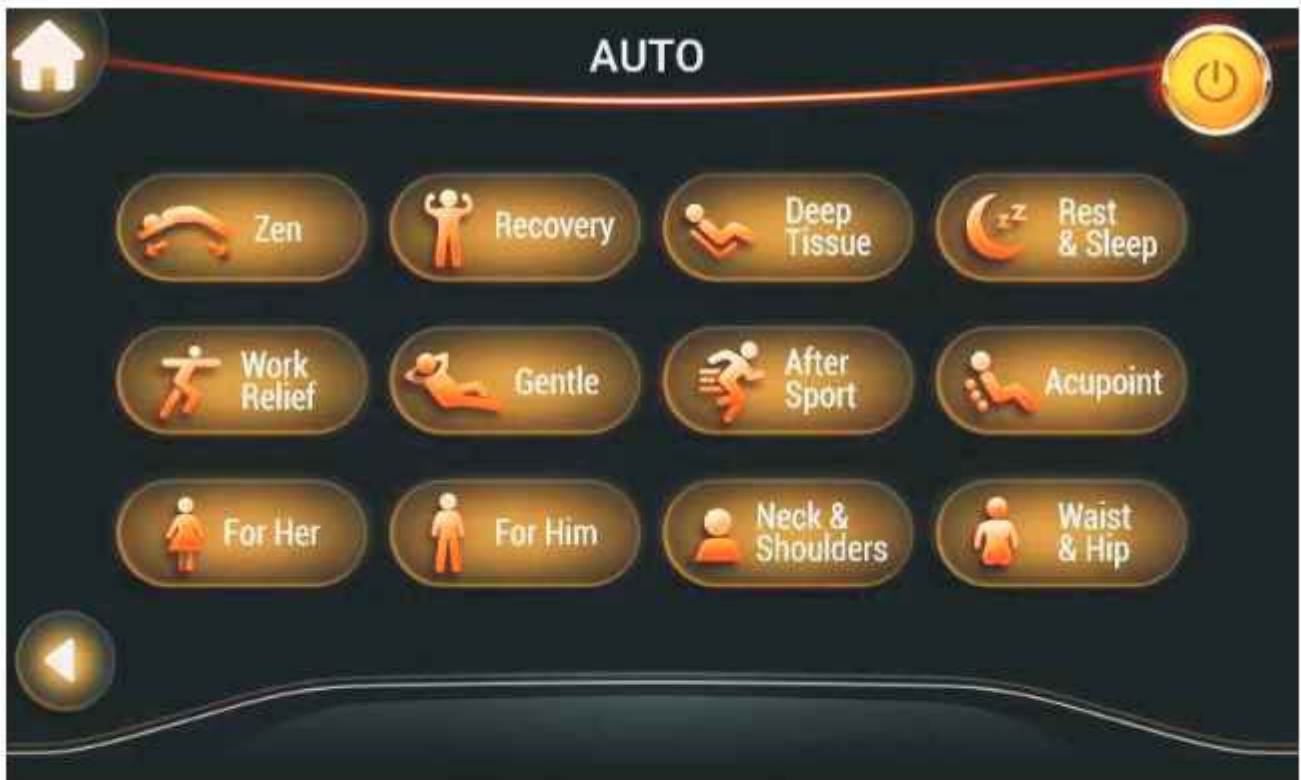 AUTO
Zen
Recovery
Deep
Tissue
Rest
& Sleep
Work
Relief
Gentle
After
Sport
Acupoint
For Her
For Him
Neck &
Shoulders
Waist
& Hip